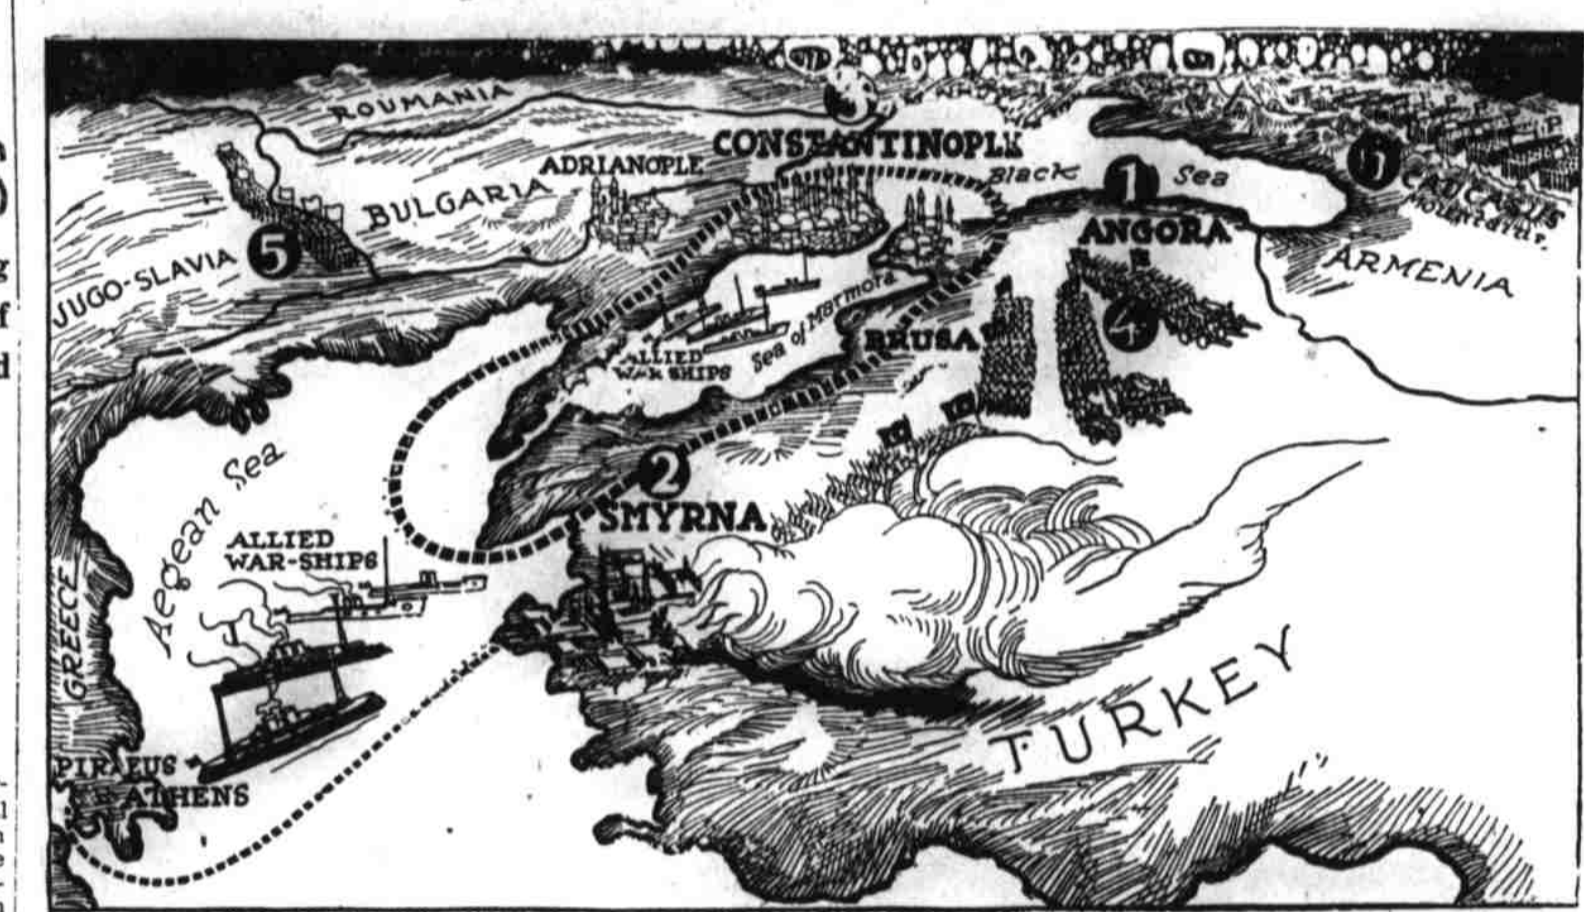 ROUMANIA
CONSTANTINOPLE
ADRIANOPLE
BULGARIA
Black
1
Sea
6
CAUCASUS
Mountains.
5
JUGO-SLAVIA
ANGORA
ARMENIA
ALLIED
WAR SHIPS
Sea of Marmora
BRUSA
4
Aegean Sea
2
SMYRNA
ALLIED
WAR-SHIPS
GREECE
TURKEY
PIRAEUS
ATHENS